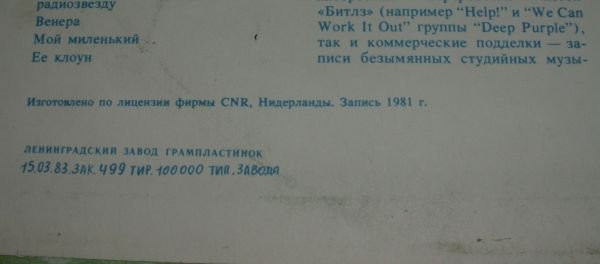 радиозвезду
Венера
Мой миленький
Ее клоун
«Битлз» (например “Help!” и “We Can
Work It Out” группы “Deep Purple”),
так и коммерческие подделки — за-
писи безымянных студийных музы-
Изготовлено по лицензии фирмы CNR, Нидерланды. Запись 1981 г.
ЛЕНИНГРАДСКИЙ ЗАВОД ГРАМПЛАСТИНОК
15.03.83. ЗАК. 499 ТИР. 100000 ТИП. ЗАВОДА